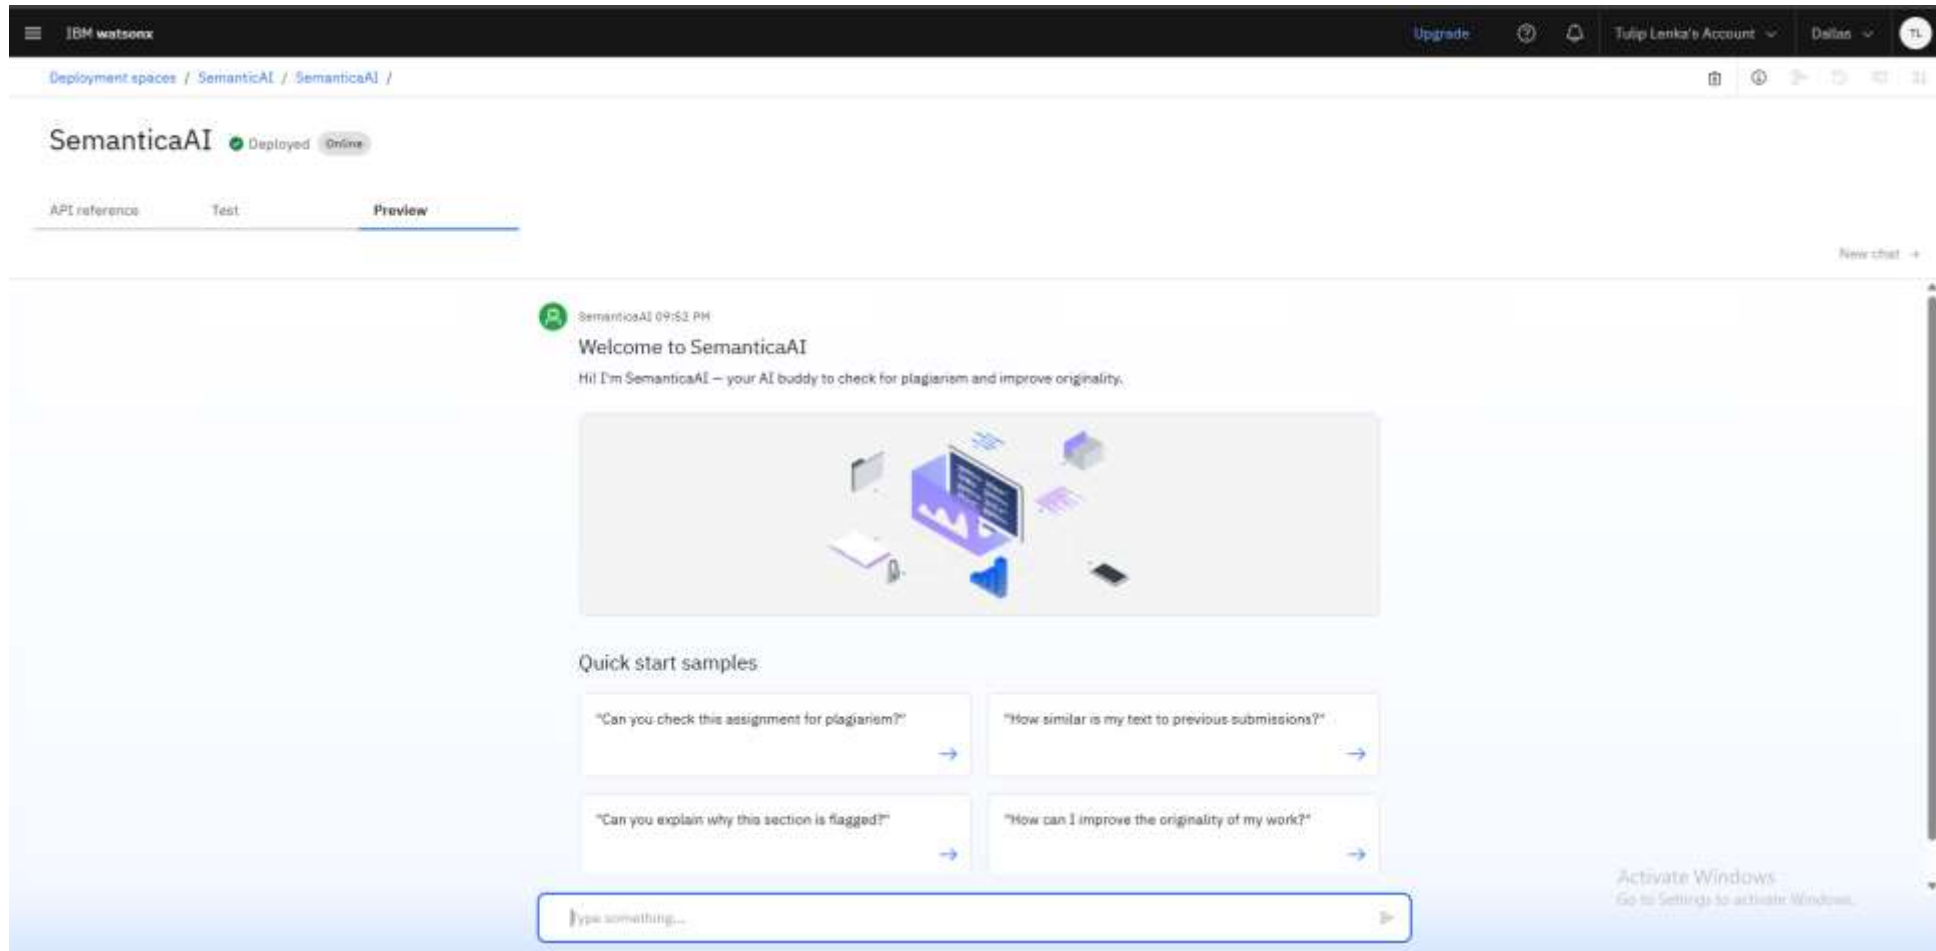 IBM watsonx
Upgrade
Tulip Lenka's Account
Dallas
TL
Deployment spaces / SemanticAI / SemanticaAI /
SemanticaAI Deployed Online
API reference Test Preview
New chat +
SemanticaAI 09:52 PM
Welcome to SemanticaAI
Hi! I'm SemanticaAI — your AI buddy to check for plagiarism and improve originality.
Quick start samples
"Can you check this assignment for plagiarism?"
"How similar is my text to previous submissions?"
"Can you explain why this section is flagged?"
"How can I improve the originality of my work?"
Activate Windows
Go to Settings to activate Windows.
Type something...